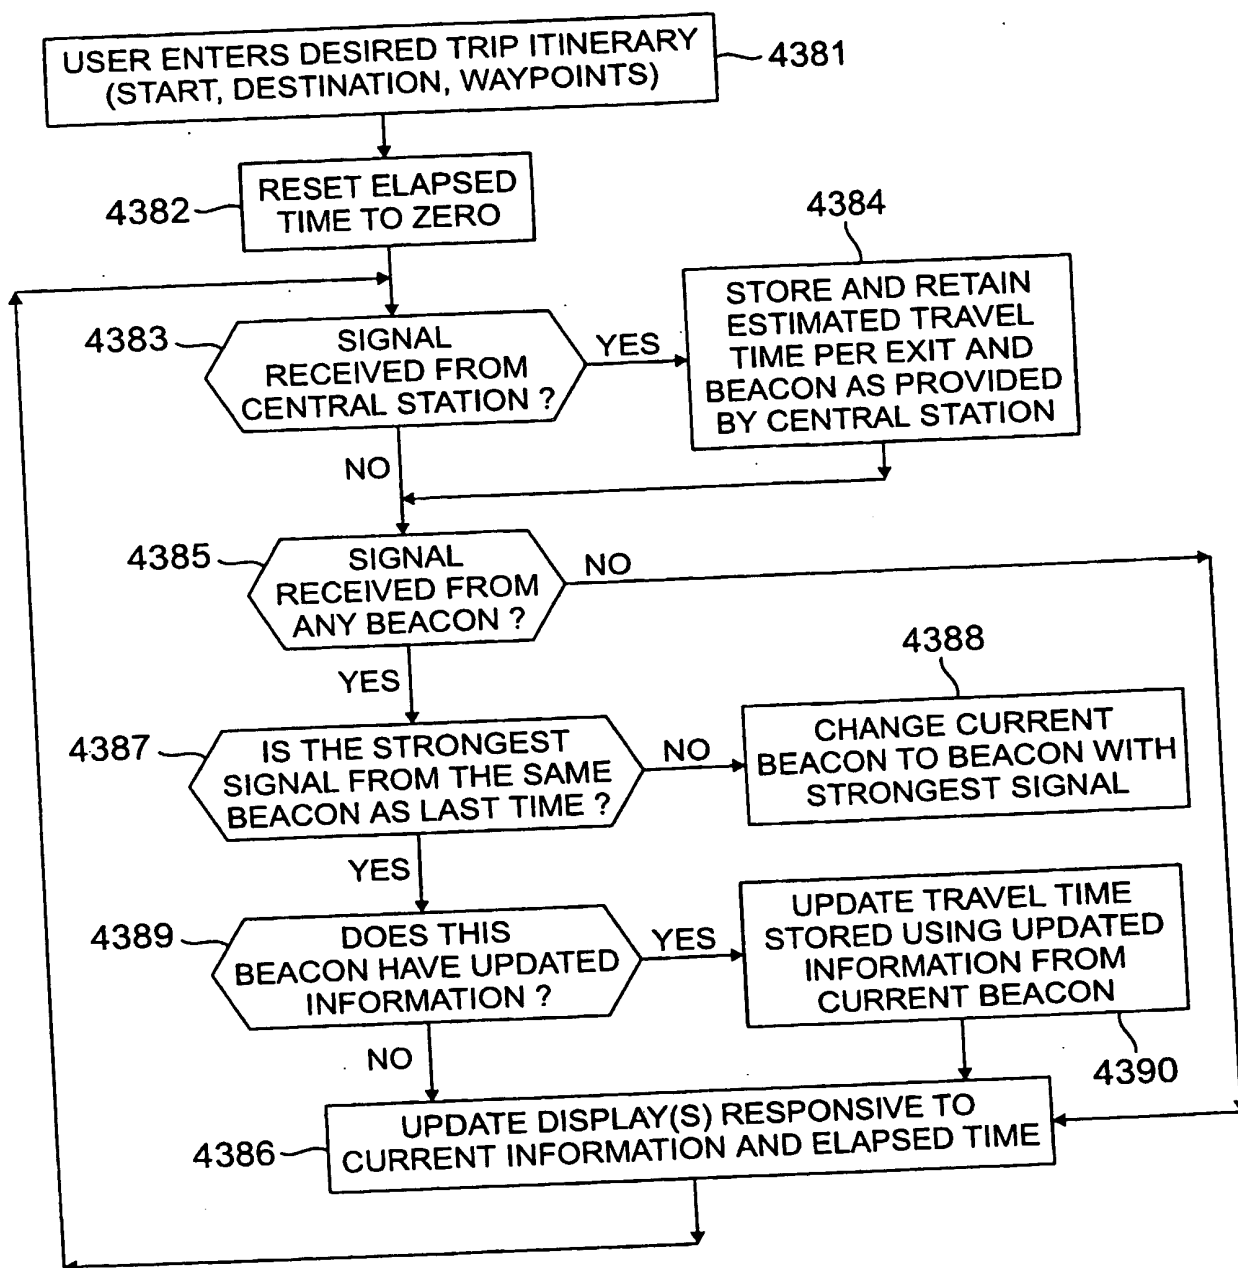 USER ENTERS DESIRED TRIP ITINERARY
(START, DESTINATION, WAYPOINTS)
4381
RESET ELAPSED
TIME TO ZERO
4382
4383
SIGNAL
RECEIVED FROM
CENTRAL STATION ?
YES
NO
4384
STORE AND RETAIN
ESTIMATED TRAVEL
TIME PER EXIT AND
BEACON AS PROVIDED
BY CENTRAL STATION
4385
SIGNAL
RECEIVED FROM
ANY BEACON ?
NO
YES
4387
IS THE STRONGEST
SIGNAL FROM THE SAME
BEACON AS LAST TIME ?
NO
YES
4388
CHANGE CURRENT
BEACON TO BEACON WITH
STRONGEST SIGNAL
4389
DOES THIS
BEACON HAVE UPDATED
INFORMATION ?
YES
NO
UPDATE TRAVEL TIME
STORED USING UPDATED
INFORMATION FROM
CURRENT BEACON
4390
4386
UPDATE DISPLAY(S) RESPONSIVE TO
CURRENT INFORMATION AND ELAPSED TIME